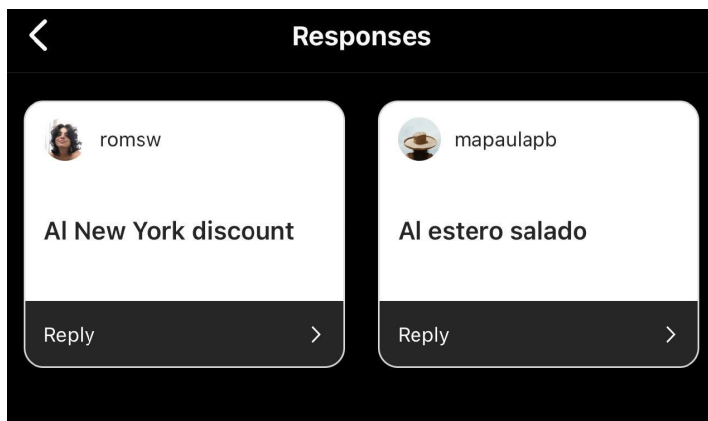 Responses
romsw
Al New York discount
Reply
mapaulapb
Al estero salado
Reply